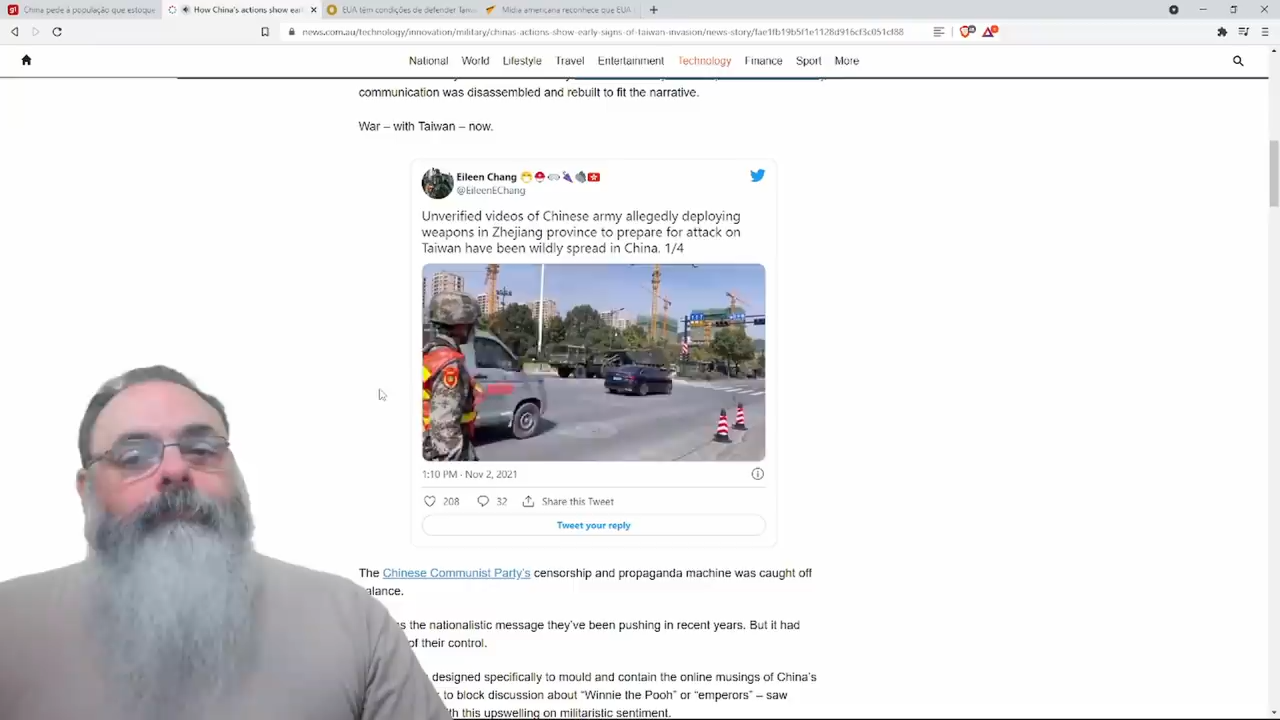 China pede à população que estoque
How China's actions show earl
EUA têm condições de defender Taiw
Mídia americana reconhece que EUA
news.com.au/technology/innovation/military/chinas-actions-show-early-signs-of-taiwan-invasion/news-story/fae1fb19b5f1e1128d916cf3c051cf88
National World Lifestyle Travel Entertainment Technology Finance Sport More
communication was disassembled and rebuilt to fit the narrative.
War – with Taiwan – now.
Eileen Chang
@EileenEChang
Unverified videos of Chinese army allegedly deploying
weapons in Zhejiang province to prepare for attack on
Taiwan have been wildly spread in China. 1/4
1:10 PM · Nov 2, 2021
208 32 Share this Tweet
Tweet your reply
The Chinese Communist Party's censorship and propaganda machine was caught off
alance.
s the nationalistic message they've been pushing in recent years. But it had
of their control.
designed specifically to mould and contain the online musings of China's
to block discussion about “Winnie the Pooh” or “emperors” – saw
th this upswelling on militaristic sentiment.